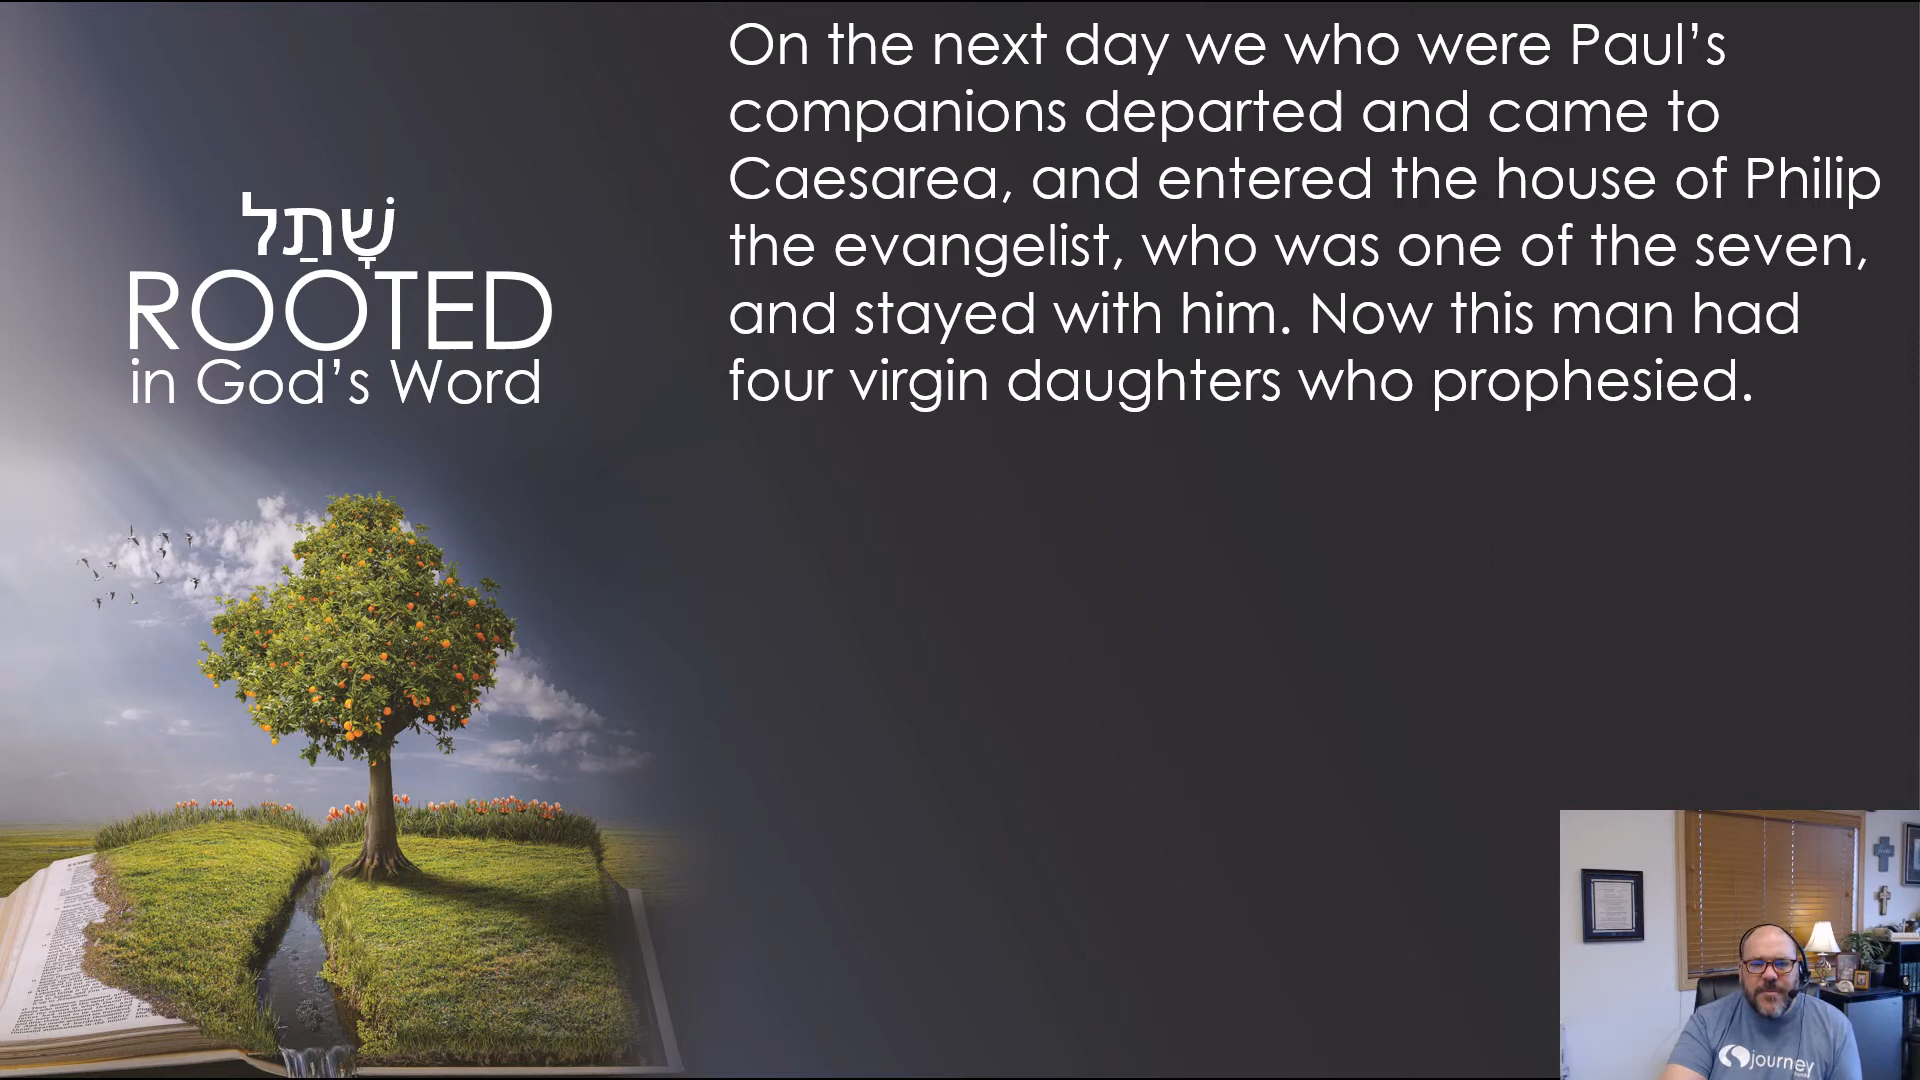 שָׁתַל
ROOTED
in God’s Word
On the next day we who were Paul’s
companions departed and came to
Caesarea, and entered the house of Philip
the evangelist, who was one of the seven,
and stayed with him. Now this man had
four virgin daughters who prophesied.
journey